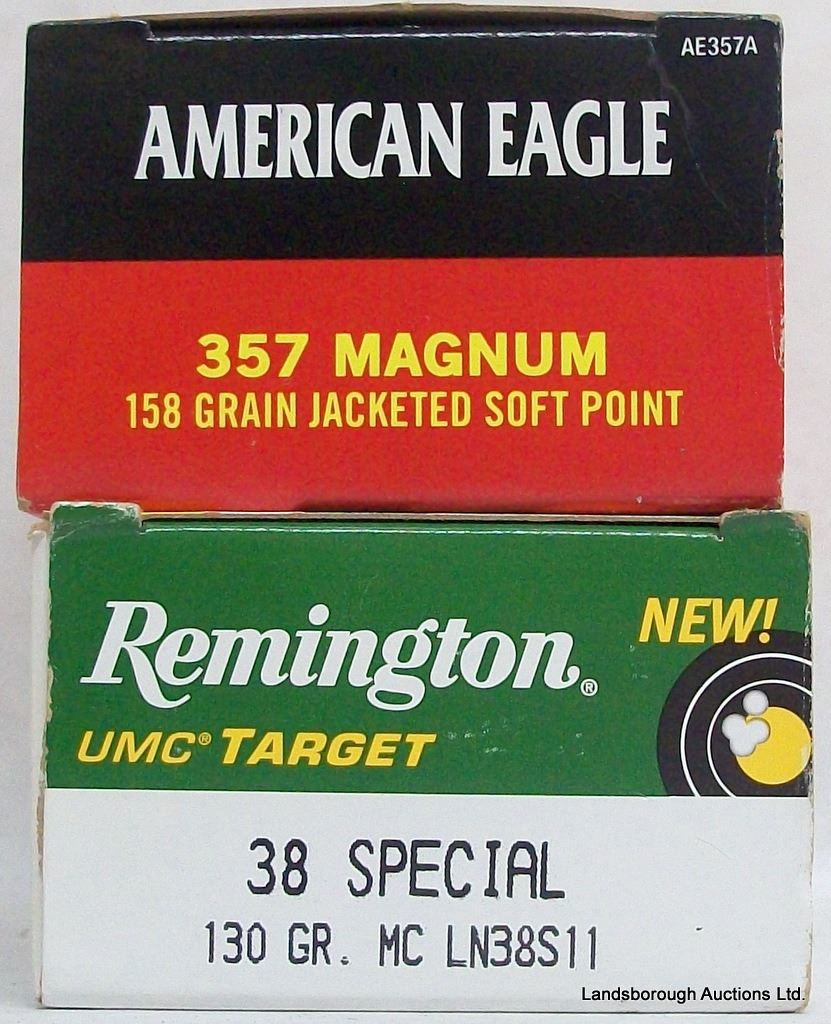 AE357A
AMERICAN EAGLE
357 MAGNUM
158 GRAIN JACKETED SOFT POINT
Remington®
NEW!
UMC® TARGET
38 SPECIAL
130 GR. MC LN38S11
Landsborough Auctions Ltd.